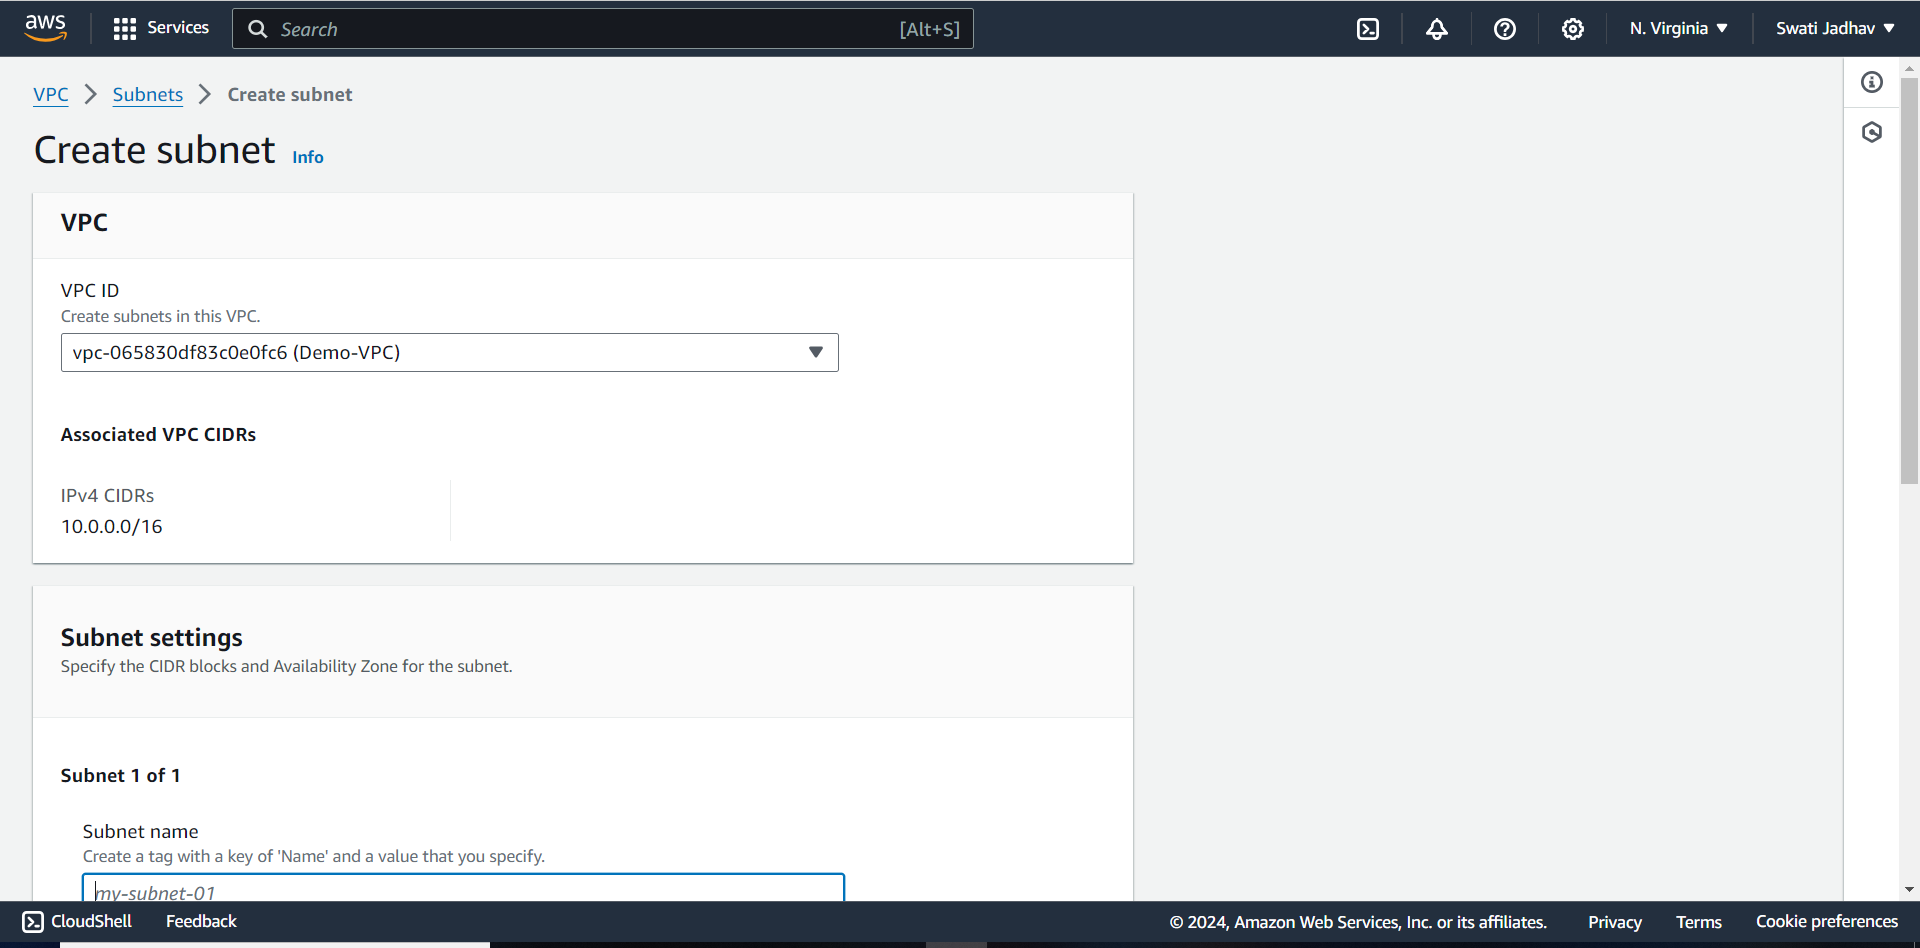 aws Services Search [Alt+S] N. Virginia Swati Jadhav
VPC Subnets Create subnet
Create subnet Info
VPC
VPC ID
Create subnets in this VPC.
vpc-065830df83c0e0fc6 (Demo-VPC)
Associated VPC CIDRs
IPv4 CIDRs
10.0.0.0/16
Subnet settings
Specify the CIDR blocks and Availability Zone for the subnet.
Subnet 1 of 1
Subnet name
Create a tag with a key of 'Name' and a value that you specify.
my-subnet-01
CloudShell Feedback © 2024, Amazon Web Services, Inc. or its affiliates. Privacy Terms Cookie preferences